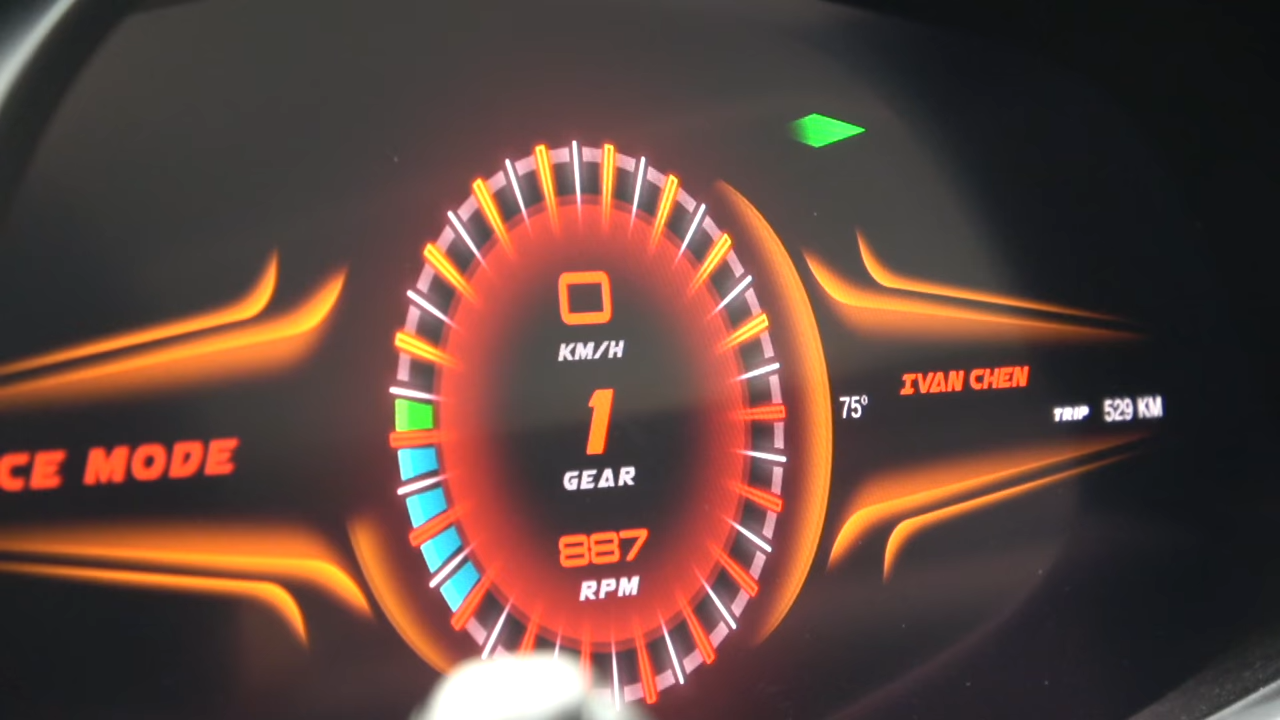 0
KM/H
1
GEAR
887
RPM
CE MODE
75°
IVAN CHEN
TRIP 529 KM